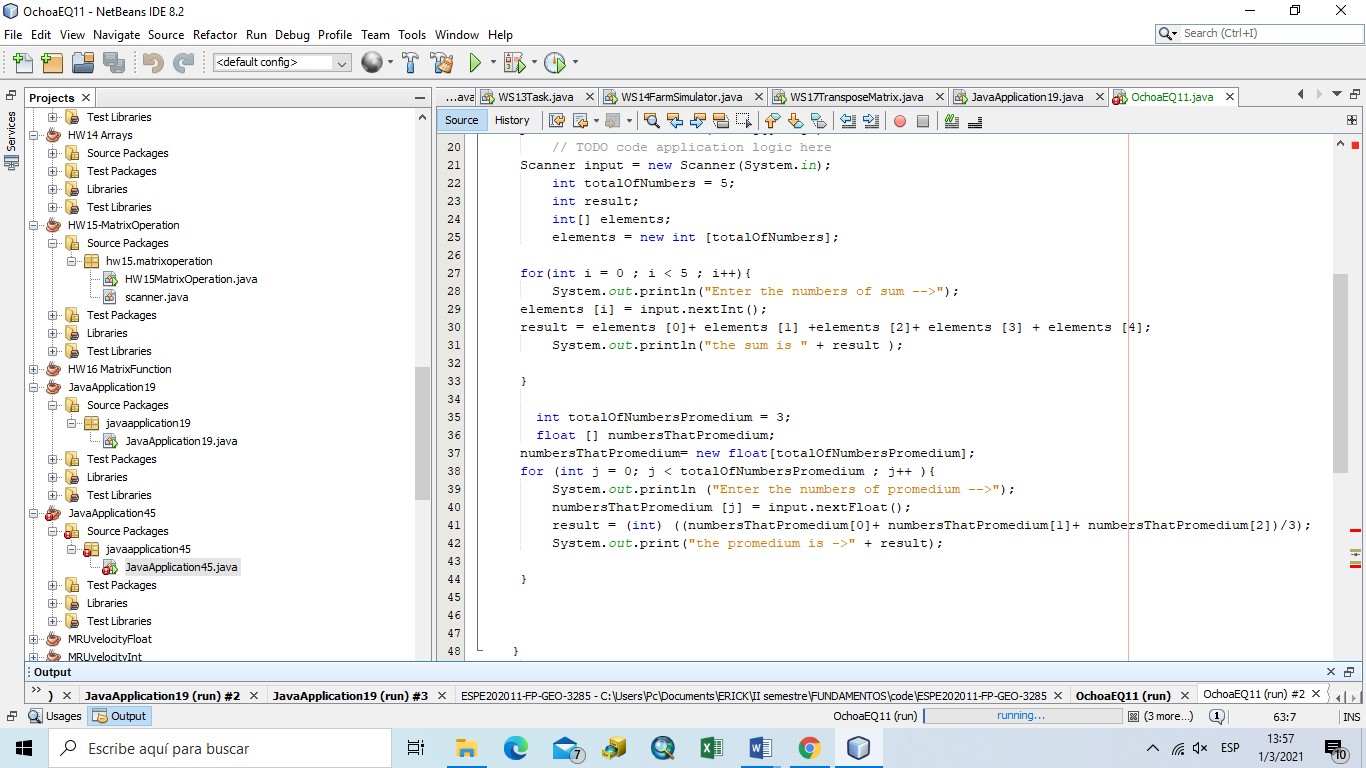 OchoaEQ11 - NetBeans IDE 8.2
File Edit View Navigate Source Refactor Run Debug Profile Team Tools Window Help
Search (Ctrl+I)
<default config>
Services
Projects
Test Libraries
HW14 Arrays
Source Packages
Test Packages
Libraries
Test Libraries
HW15-MatrixOperation
Source Packages
hw15.matrixoperation
HW15MatrixOperation.java
scanner.java
Test Packages
Libraries
Test Libraries
HW16 MatrixFunction
JavaApplication19
Source Packages
javaapplication19
JavaApplication19.java
Test Packages
Libraries
Test Libraries
JavaApplication45
Source Packages
javaapplication45
JavaApplication45.java
Test Packages
Libraries
Test Libraries
MRUvelocityFloat
MRUvelocityInt
...ava WS13Task.java WS14FarmSimulator.java WS17TransposeMatrix.java JavaApplication19.java OchoaEQ11.java
Source History
20 // TODO code application logic here
21 Scanner input = new Scanner(System.in);
22 int totalOfNumbers = 5;
23 int result;
24 int[] elements;
25 elements = new int [totalOfNumbers];
26
27 for(int i = 0 ; i < 5 ; i++){
28 System.out.println("Enter the numbers of sum -->");
29 elements [i] = input.nextInt();
30 result = elements [0]+ elements [1] +elements [2]+ elements [3] + elements [4];
31 System.out.println("the sum is " + result );
32
33 }
34
35 int totalOfNumbersPromedium = 3;
36 float [] numbersThatPromedium;
37 numbersThatPromedium= new float[totalOfNumbersPromedium];
38 for (int j = 0; j < totalOfNumbersPromedium ; j++ ){
39 System.out.println ("Enter the numbers of promedium -->");
40 numbersThatPromedium [j] = input.nextFloat();
41 result = (int) ((numbersThatPromedium[0]+ numbersThatPromedium[1]+ numbersThatPromedium[2])/3);
42 System.out.print("the promedium is ->" + result);
43
44 }
45
46
47
48 }
Output
) JavaApplication19 (run) #2 JavaApplication19 (run) #3 ESPE202011-FP-GEO-3285 - C:\Users\Pc\Documents\ERICK\II semestre\FUNDAMENTOS\code\ESPE202011-FP-GEO-3285 OchoaEQ11 (run) OchoaEQ11 (run) #2
Usages Output OchoaEQ11 (run) running... (3 more...) 1 63:7 INS
Escribe aquí para buscar
7
ESP
13:57
1/3/2021
10